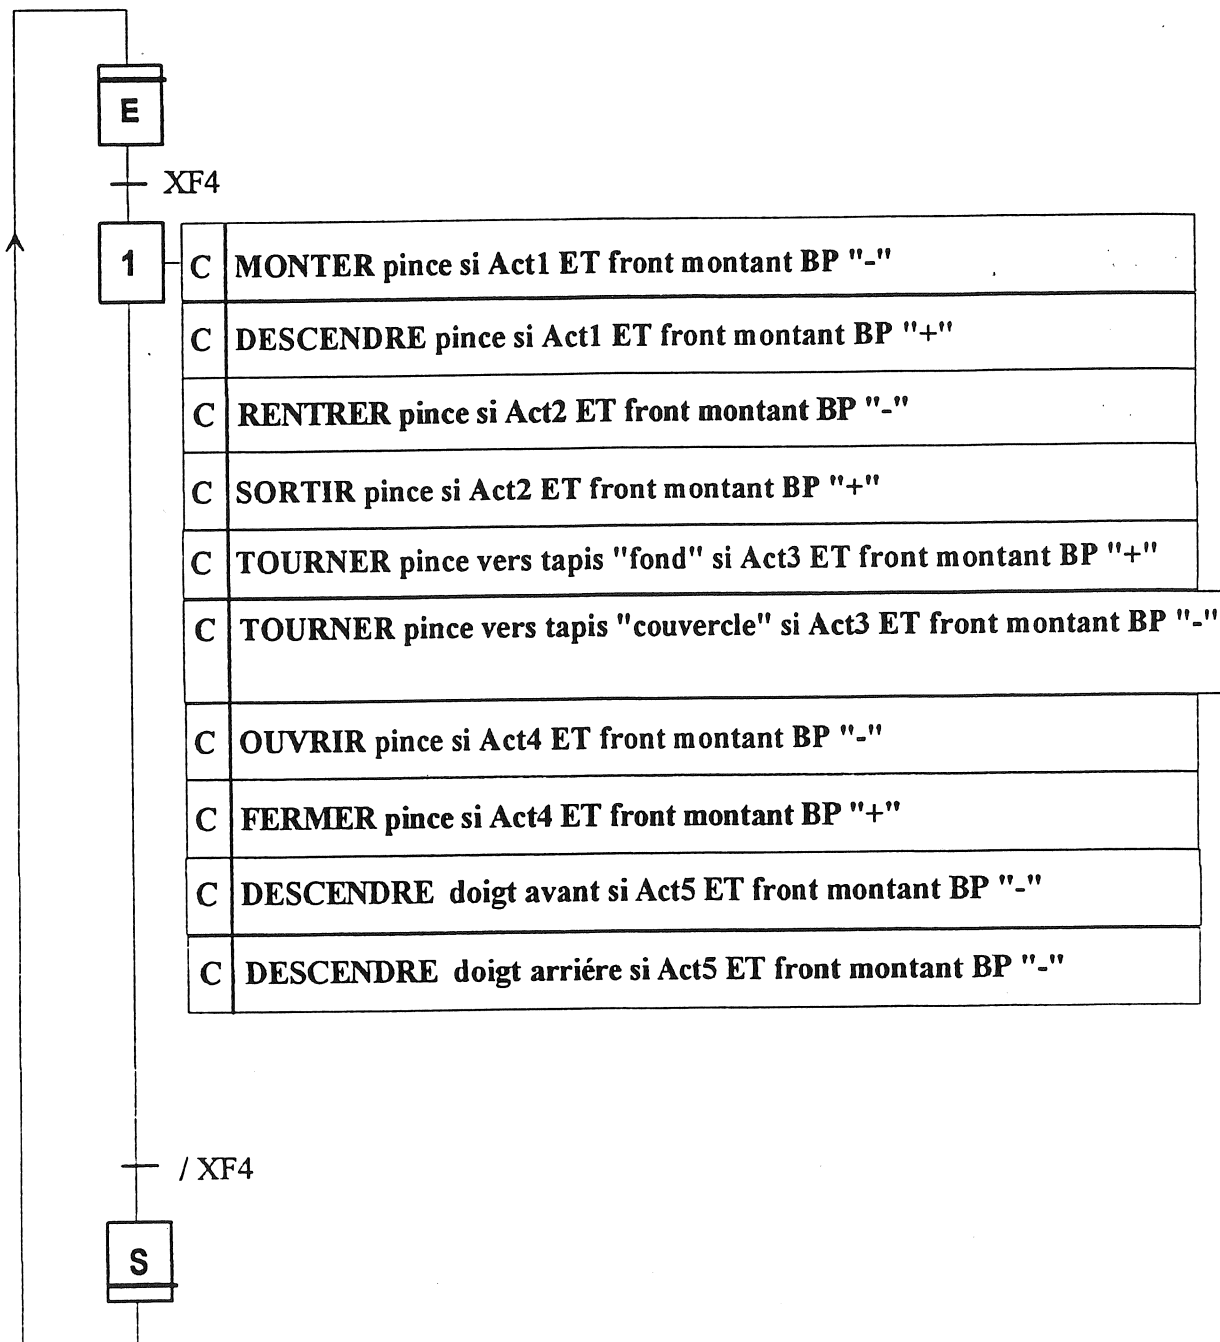 E
XF4
1
C MONTER pince si Act1 ET front montant BP "-"
C DESCENDRE pince si Act1 ET front montant BP "+"
C RENTRER pince si Act2 ET front montant BP "-"
C SORTIR pince si Act2 ET front montant BP "+"
C TOURNER pince vers tapis "fond" si Act3 ET front montant BP "+"
C TOURNER pince vers tapis "couvercle" si Act3 ET front montant BP "-"
C OUVRIR pince si Act4 ET front montant BP "-"
C FERMER pince si Act4 ET front montant BP "+"
C DESCENDRE doigt avant si Act5 ET front montant BP "-"
C DESCENDRE doigt arriére si Act5 ET front montant BP "-"
/ XF4
S